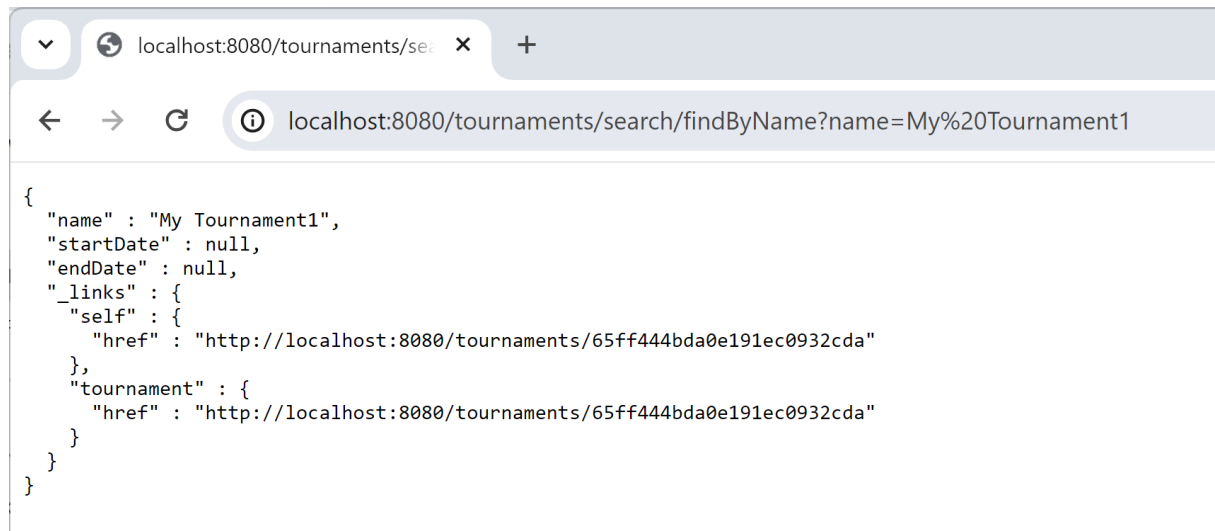 localhost:8080/tournaments/sea
localhost:8080/tournaments/search/findByName?name=My%20Tournament1
{
  "name" : "My Tournament1",
  "startDate" : null,
  "endDate" : null,
  "_links" : {
    "self" : {
      "href" : "http://localhost:8080/tournaments/65ff444bda0e191ec0932cda"
    },
    "tournament" : {
      "href" : "http://localhost:8080/tournaments/65ff444bda0e191ec0932cda"
    }
  }
}